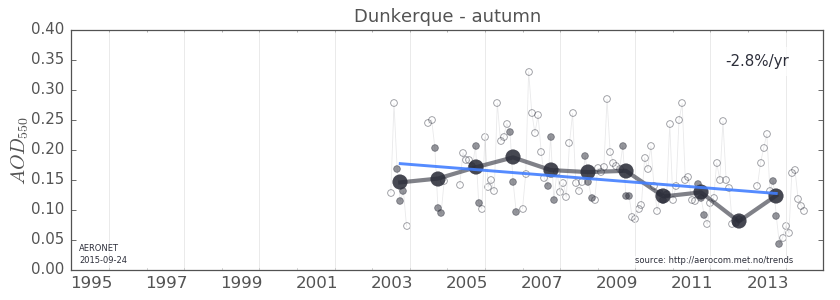 Dunkerque - autumn
0.40
0.35
0.30
0.25
0.20
0.15
0.10
0.05
0.00
AOD550
-2.8%/yr
AERONET
2015-09-24
source: http://aerocom.met.no/trends
1995 1997 1999 2001 2003 2005 2007 2009 2011 2013